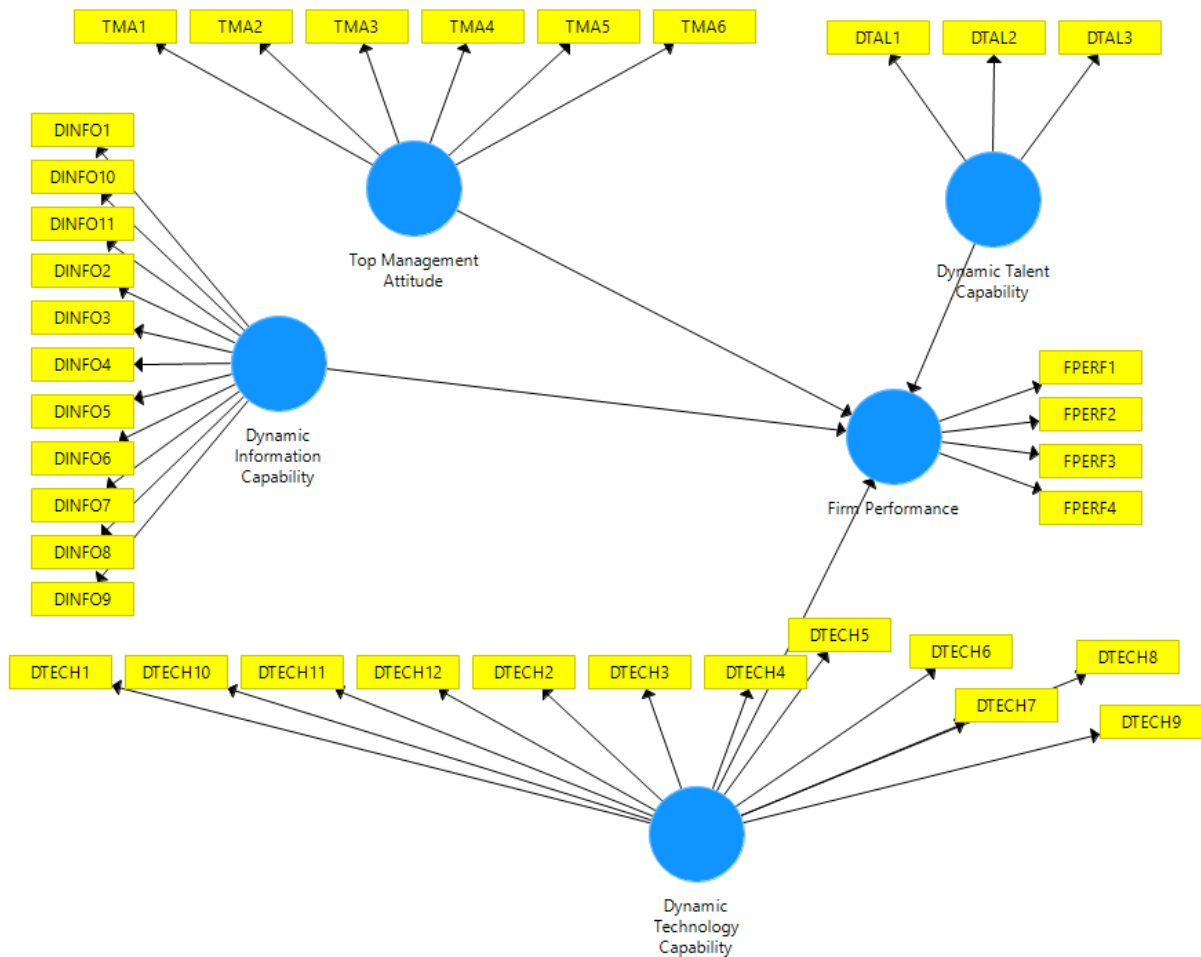 TMA1
TMA2
TMA3
TMA4
TMA5
TMA6
DTAL1
DTAL2
DTAL3
DINFO1
DINFO10
DINFO11
DINFO2
DINFO3
DINFO4
DINFO5
DINFO6
DINFO7
DINFO8
DINFO9
Top Management
Attitude
Dynamic Talent
Capability
Dynamic
Information
Capability
FPERF1
FPERF2
FPERF3
FPERF4
Firm Performance
DTECH1
DTECH10
DTECH11
DTECH12
DTECH2
DTECH3
DTECH4
DTECH5
DTECH6
DTECH7
DTECH8
DTECH9
Dynamic
Technology
Capability